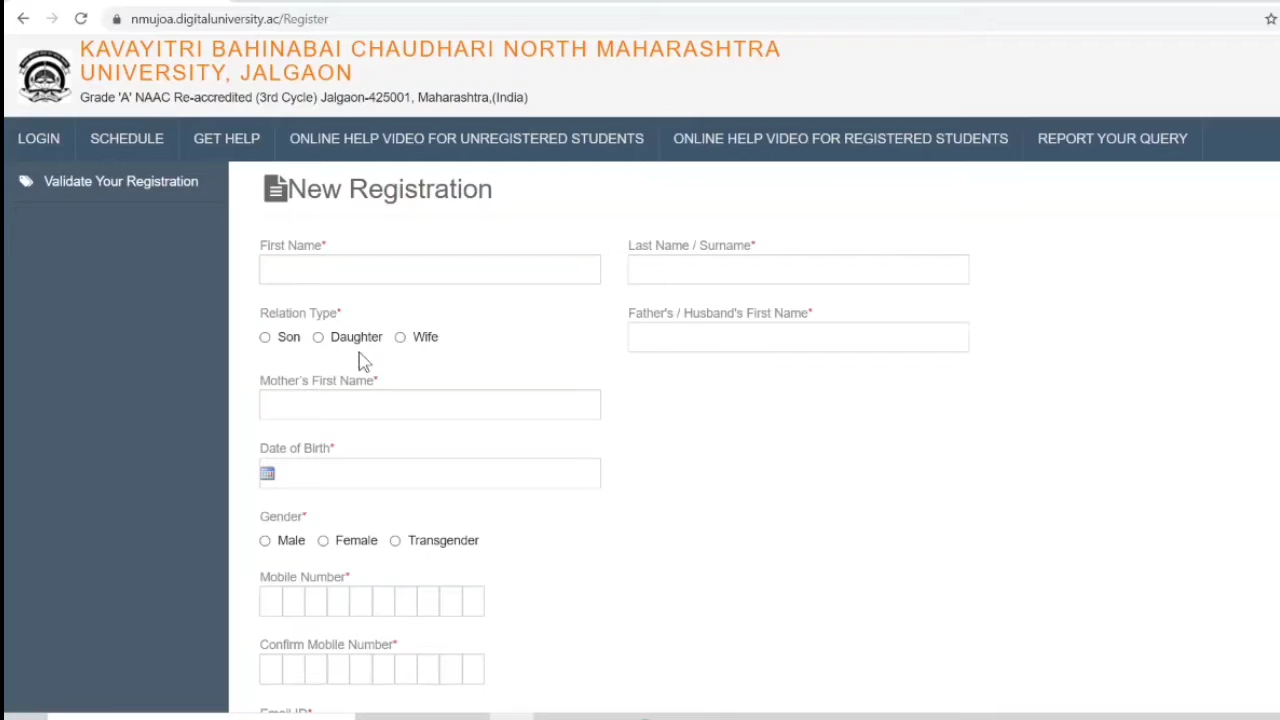 nmujoa.digitaluniversity.ac/Register
KAVAYITRI BAHINABAI CHAUDHARI NORTH MAHARASHTRA
UNIVERSITY, JALGAON
Grade 'A' NAAC Re-accredited (3rd Cycle) Jalgaon-425001, Maharashtra,(India)
LOGIN SCHEDULE GET HELP ONLINE HELP VIDEO FOR UNREGISTERED STUDENTS ONLINE HELP VIDEO FOR REGISTERED STUDENTS REPORT YOUR QUERY
Validate Your Registration
New Registration
First Name* Last Name / Surname*
Relation Type* Father's / Husband's First Name*
Son Daughter Wife
Mother's First Name*
Date of Birth*
Gender*
Male Female Transgender
Mobile Number*
Confirm Mobile Number*
Email ID*